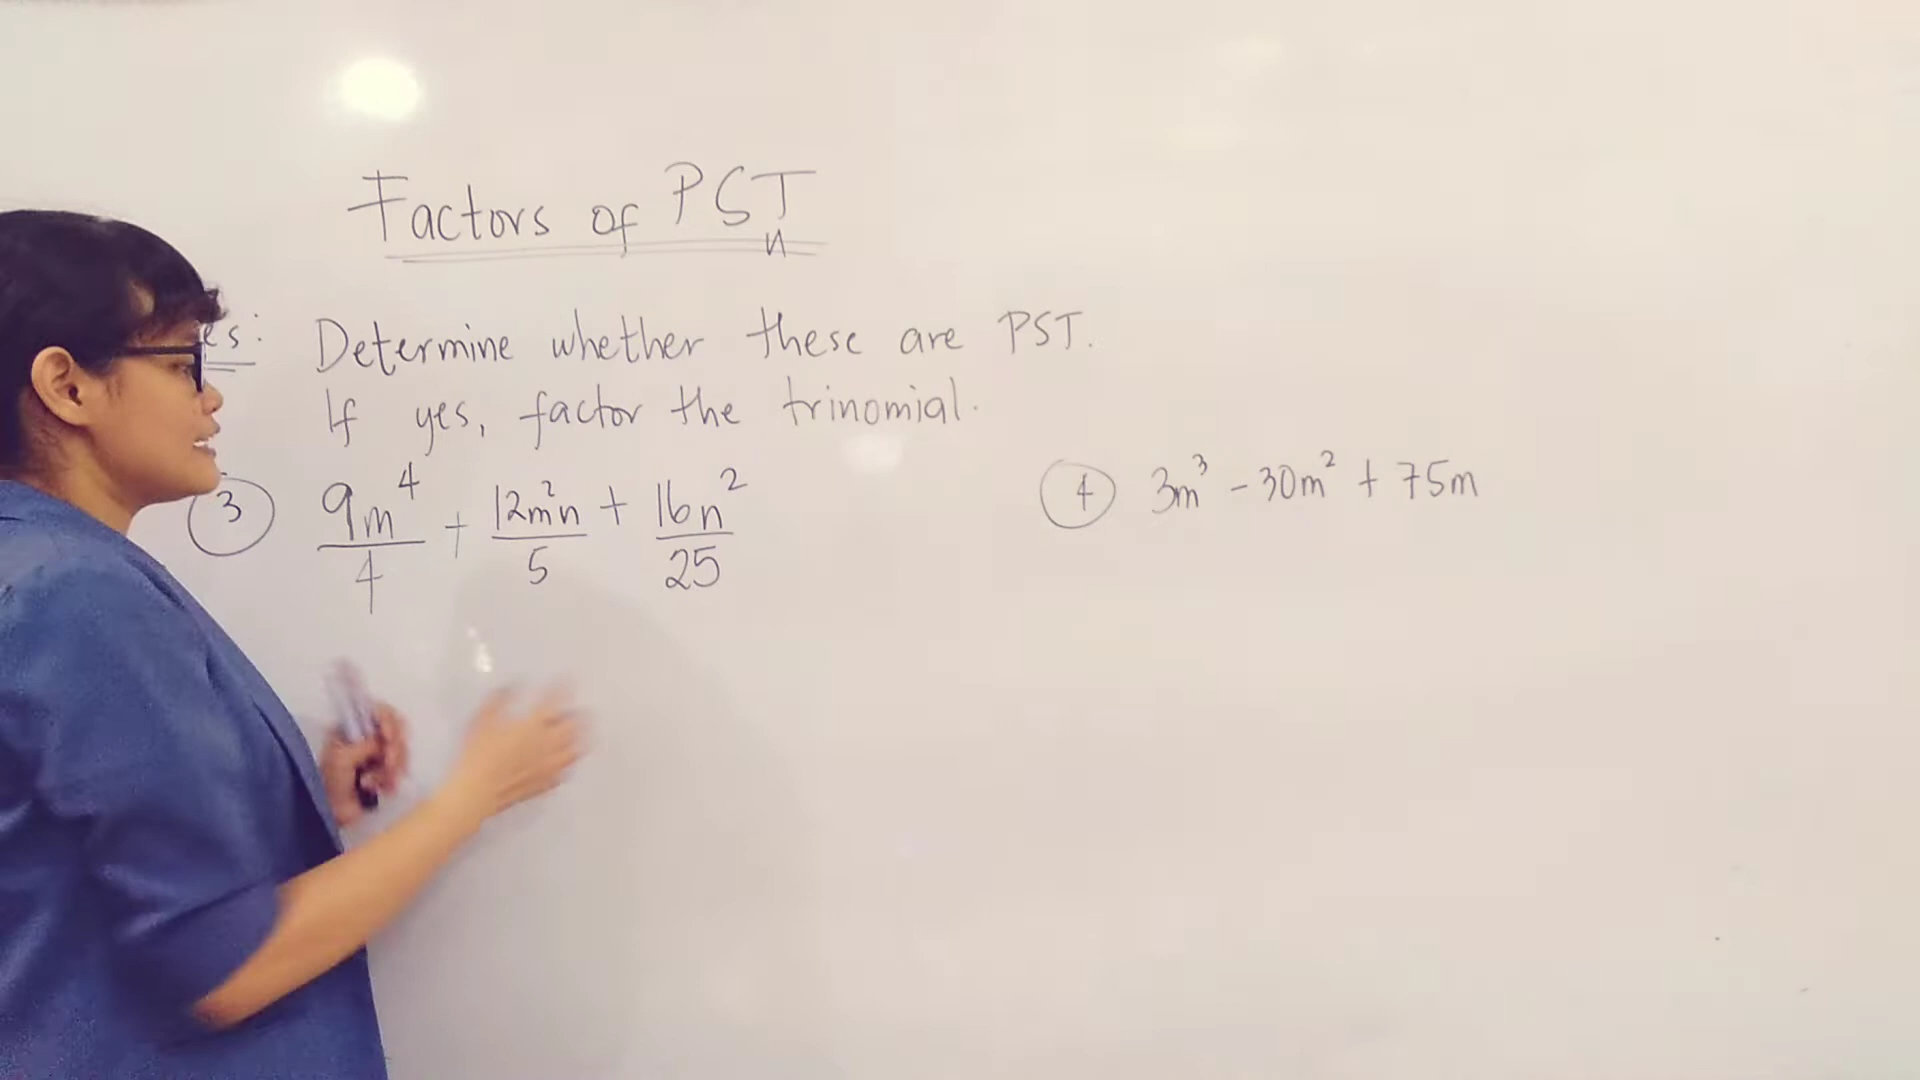 Factors of PST
n
es: Determine whether these are PST.
If yes, factor the trinomial.
③ 9m⁴/4 + 12m²n/5 + 16n²/25
④ 3m³ - 30m² + 75m